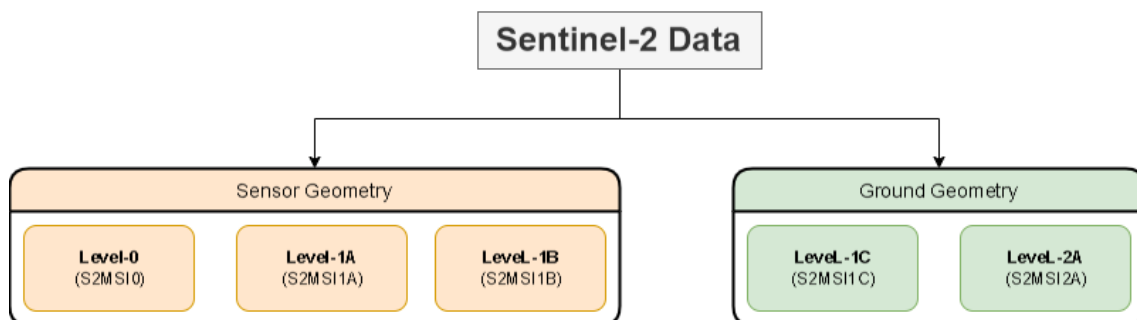 Sentinel-2 Data
Sensor Geometry
Level-0
(S2MSI0)
Level-1A
(S2MSI1A)
LeveL-1B
(S2MSI1B)
Ground Geometry
LeveL-1C
(S2MSI1C)
LeveL-2A
(S2MSI2A)